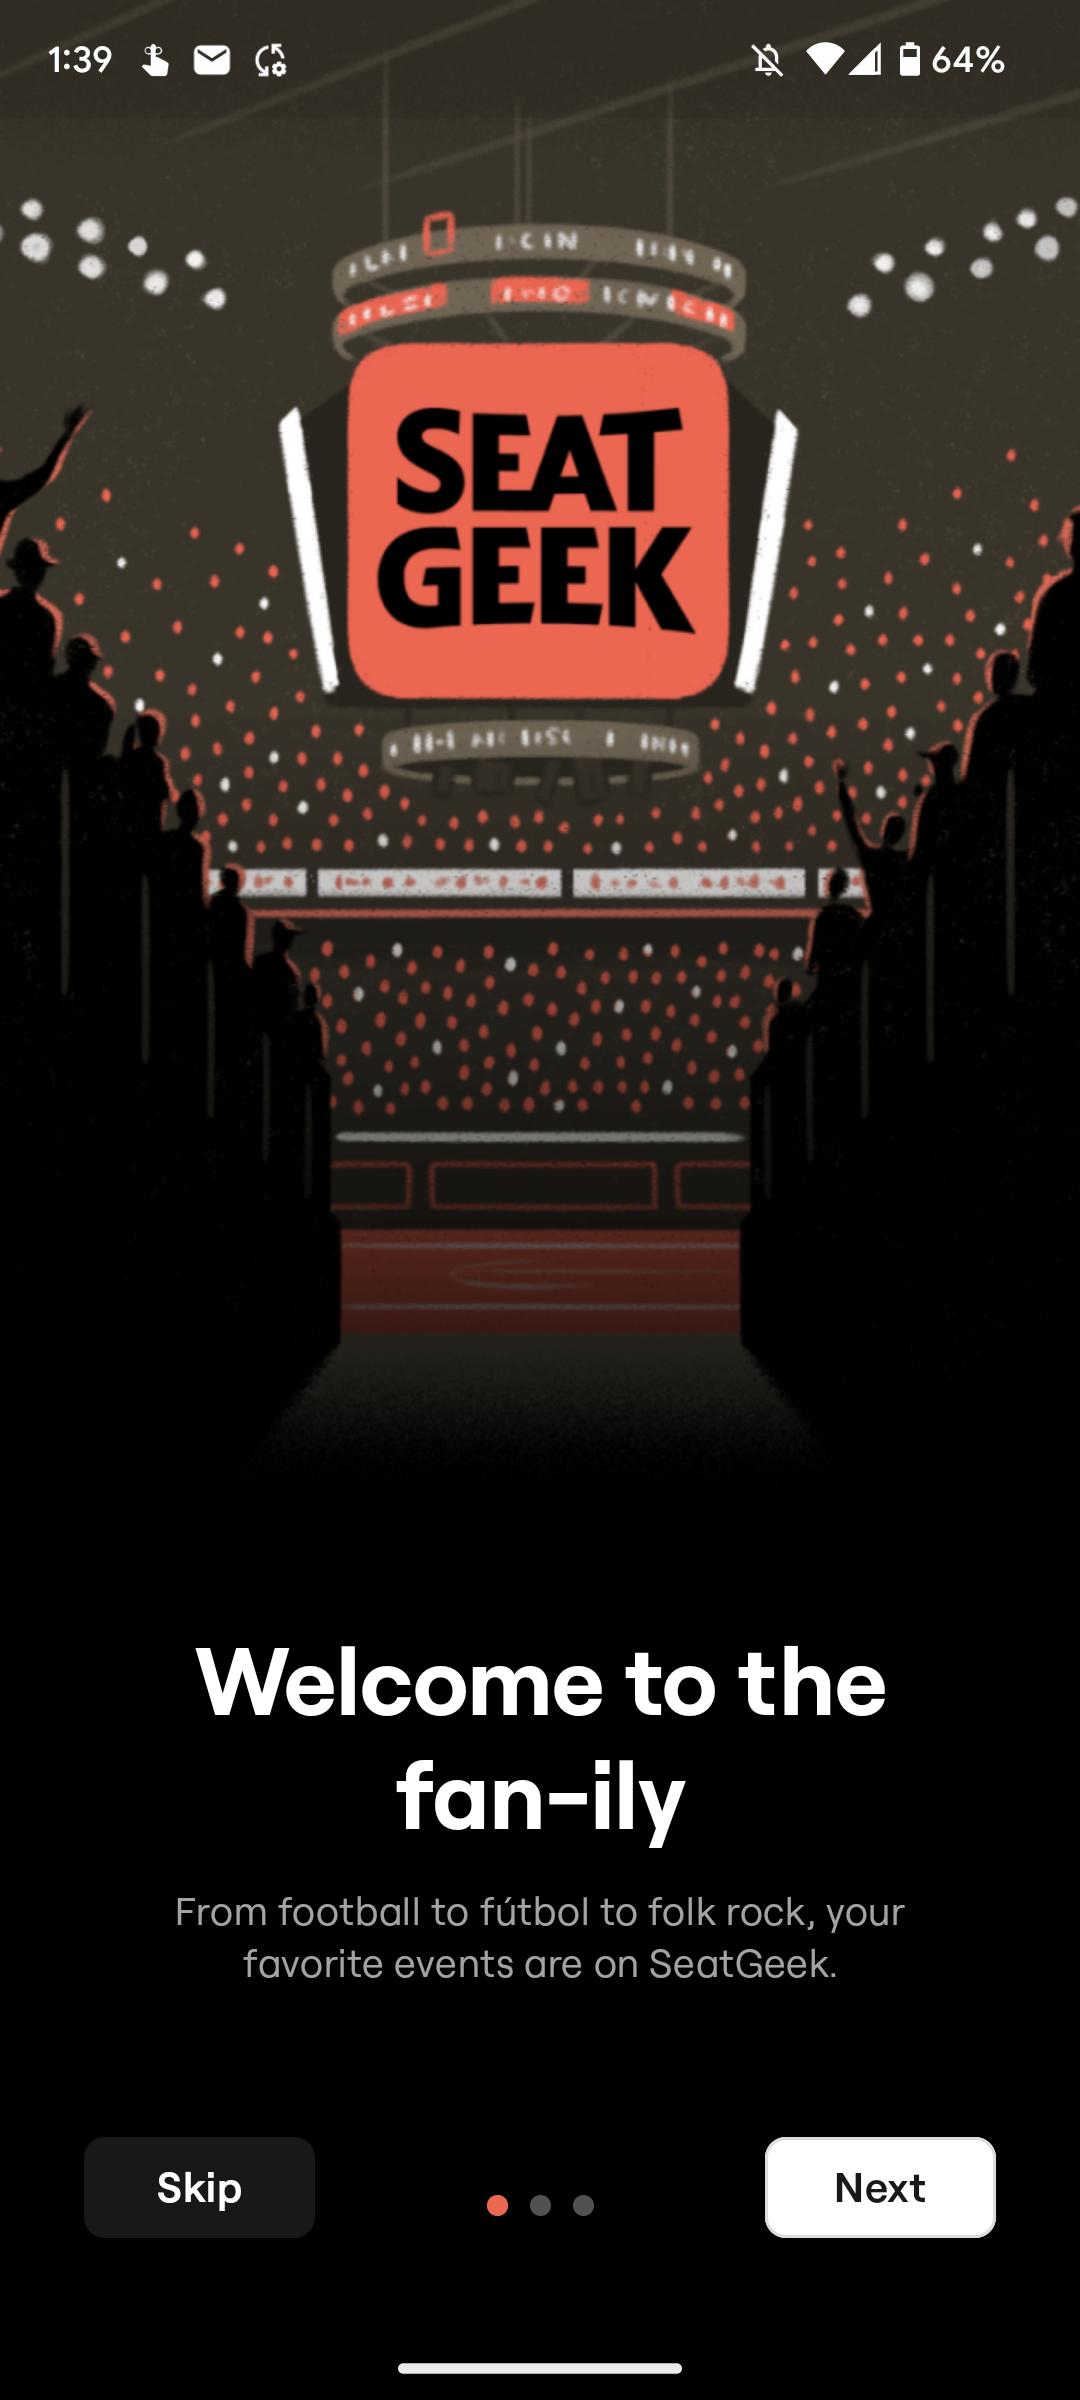 1:39
64%
SEAT
GEEK
Welcome to the
fan-ily
From football to fútbol to folk rock, your
favorite events are on SeatGeek.
Skip
Next